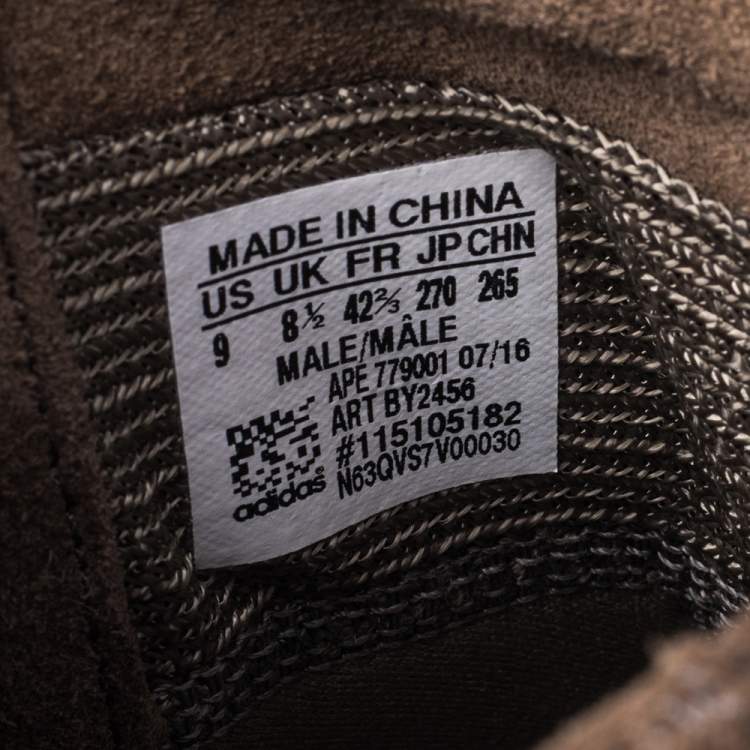 MADE IN CHINA
US UK FR JP CHN
9 8½ 42⅔ 270 265
MALE/MÂLE
APE 779001 07/16
ART BY2456
#115105182
N63QVS7V00030
adidas